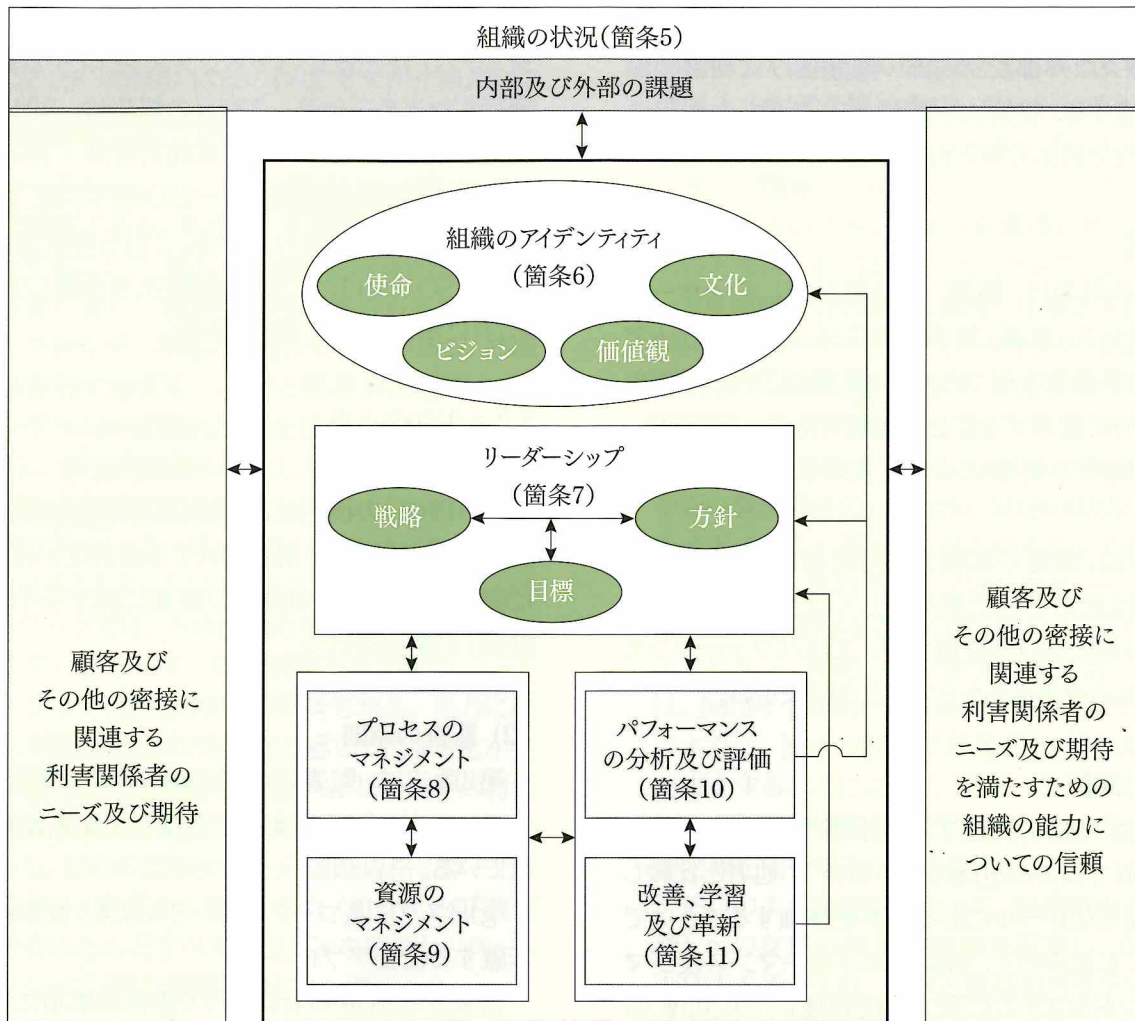 組織の状況(箇条5)
内部及び外部の課題
組織のアイデンティティ
(箇条6)
使命
文化
ビジョン
価値観
リーダーシップ
(箇条7)
戦略
方針
目標
顧客及び
その他の密接に
関連する
利害関係者の
ニーズ及び期待
プロセスの
マネジメント
(箇条8)
資源の
マネジメント
(箇条9)
パフォーマンス
の分析及び評価
(箇条10)
改善、学習
及び革新
(箇条11)
顧客及び
その他の密接に
関連する
利害関係者の
ニーズ及び期待
を満たすための
組織の能力に
ついての信頼